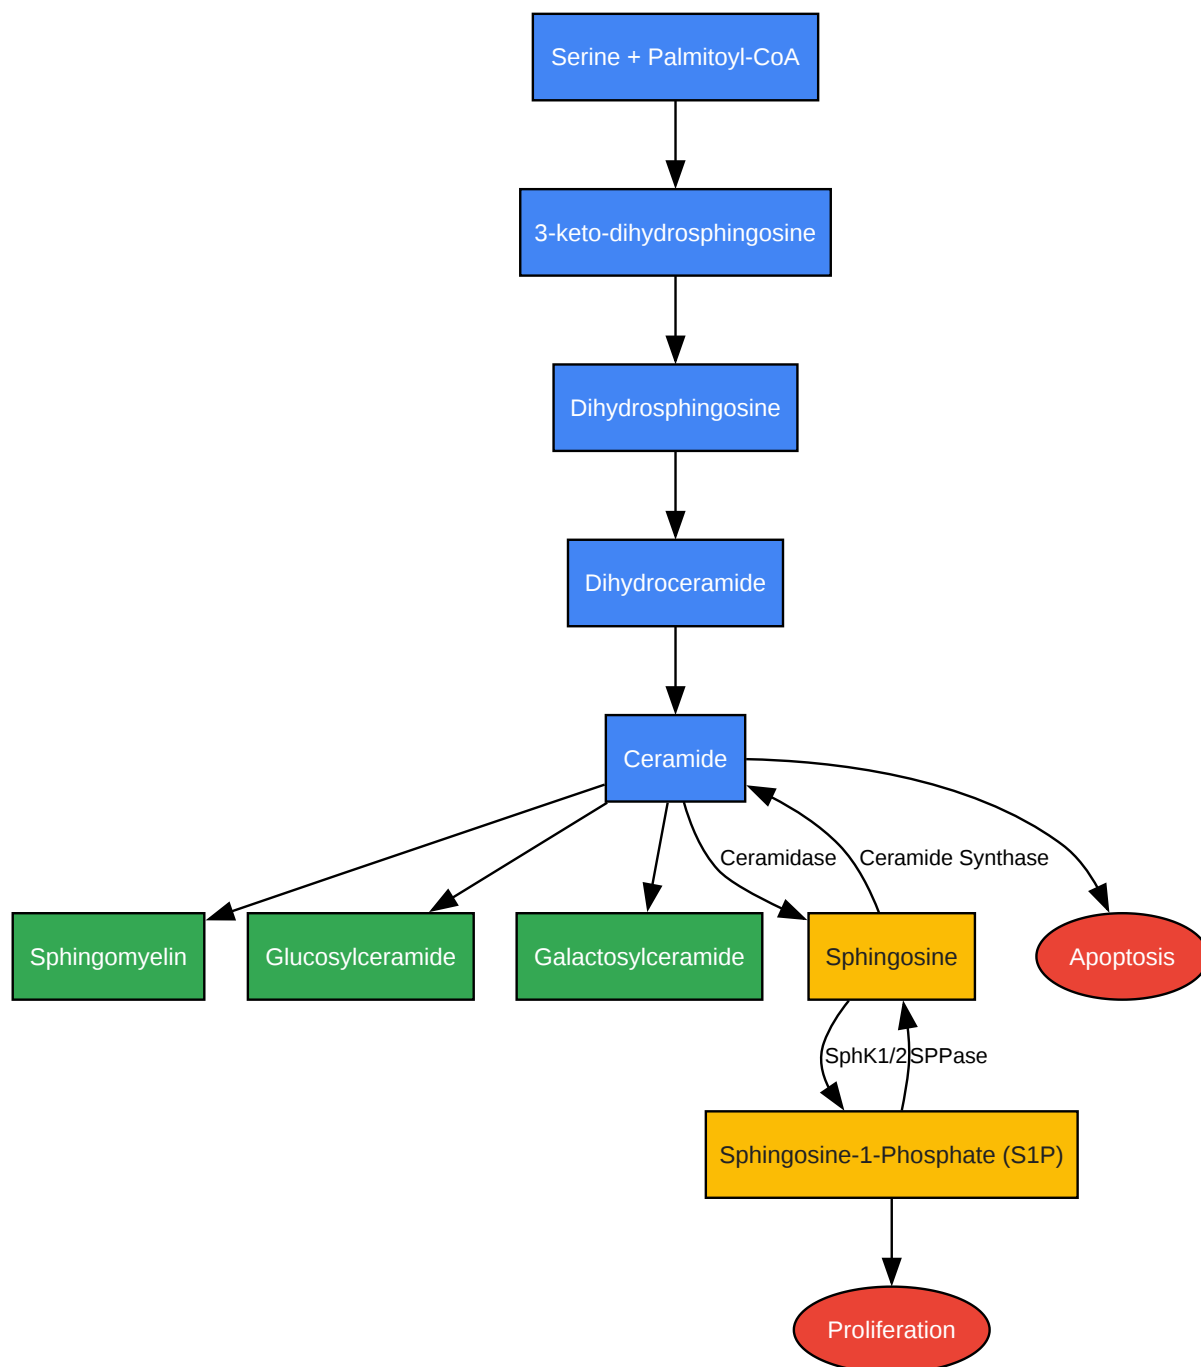 Serine + Palmitoyl-CoA
3-keto-dihydrosphingosine
Dihydrosphingosine
Dihydroceramide
Ceramide
Ceramidase
Ceramide Synthase
Sphingomyelin
Glucosylceramide
Galactosylceramide
Sphingosine
Apoptosis
SphK1/2
SPPase
Sphingosine-1-Phosphate (S1P)
Proliferation